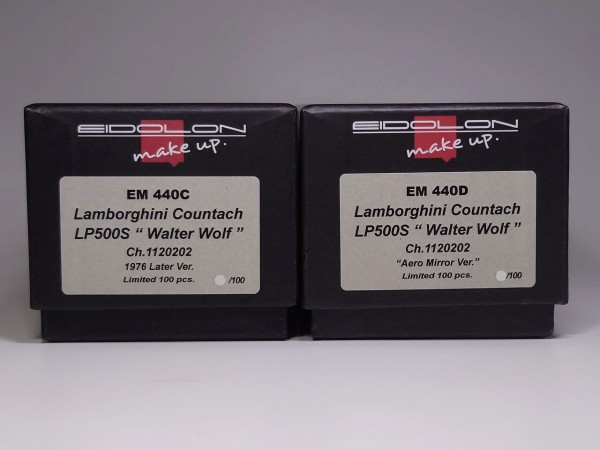 EIDOLON
make up.
EM 440C
Lamborghini Countach
LP500S “ Walter Wolf ”
Ch.1120202
1976 Later Ver.
Limited 100 pcs. /100
EIDOLON
make up.
EM 440D
Lamborghini Countach
LP500S “ Walter Wolf ”
Ch.1120202
“Aero Mirror Ver.”
Limited 100 pcs. /100